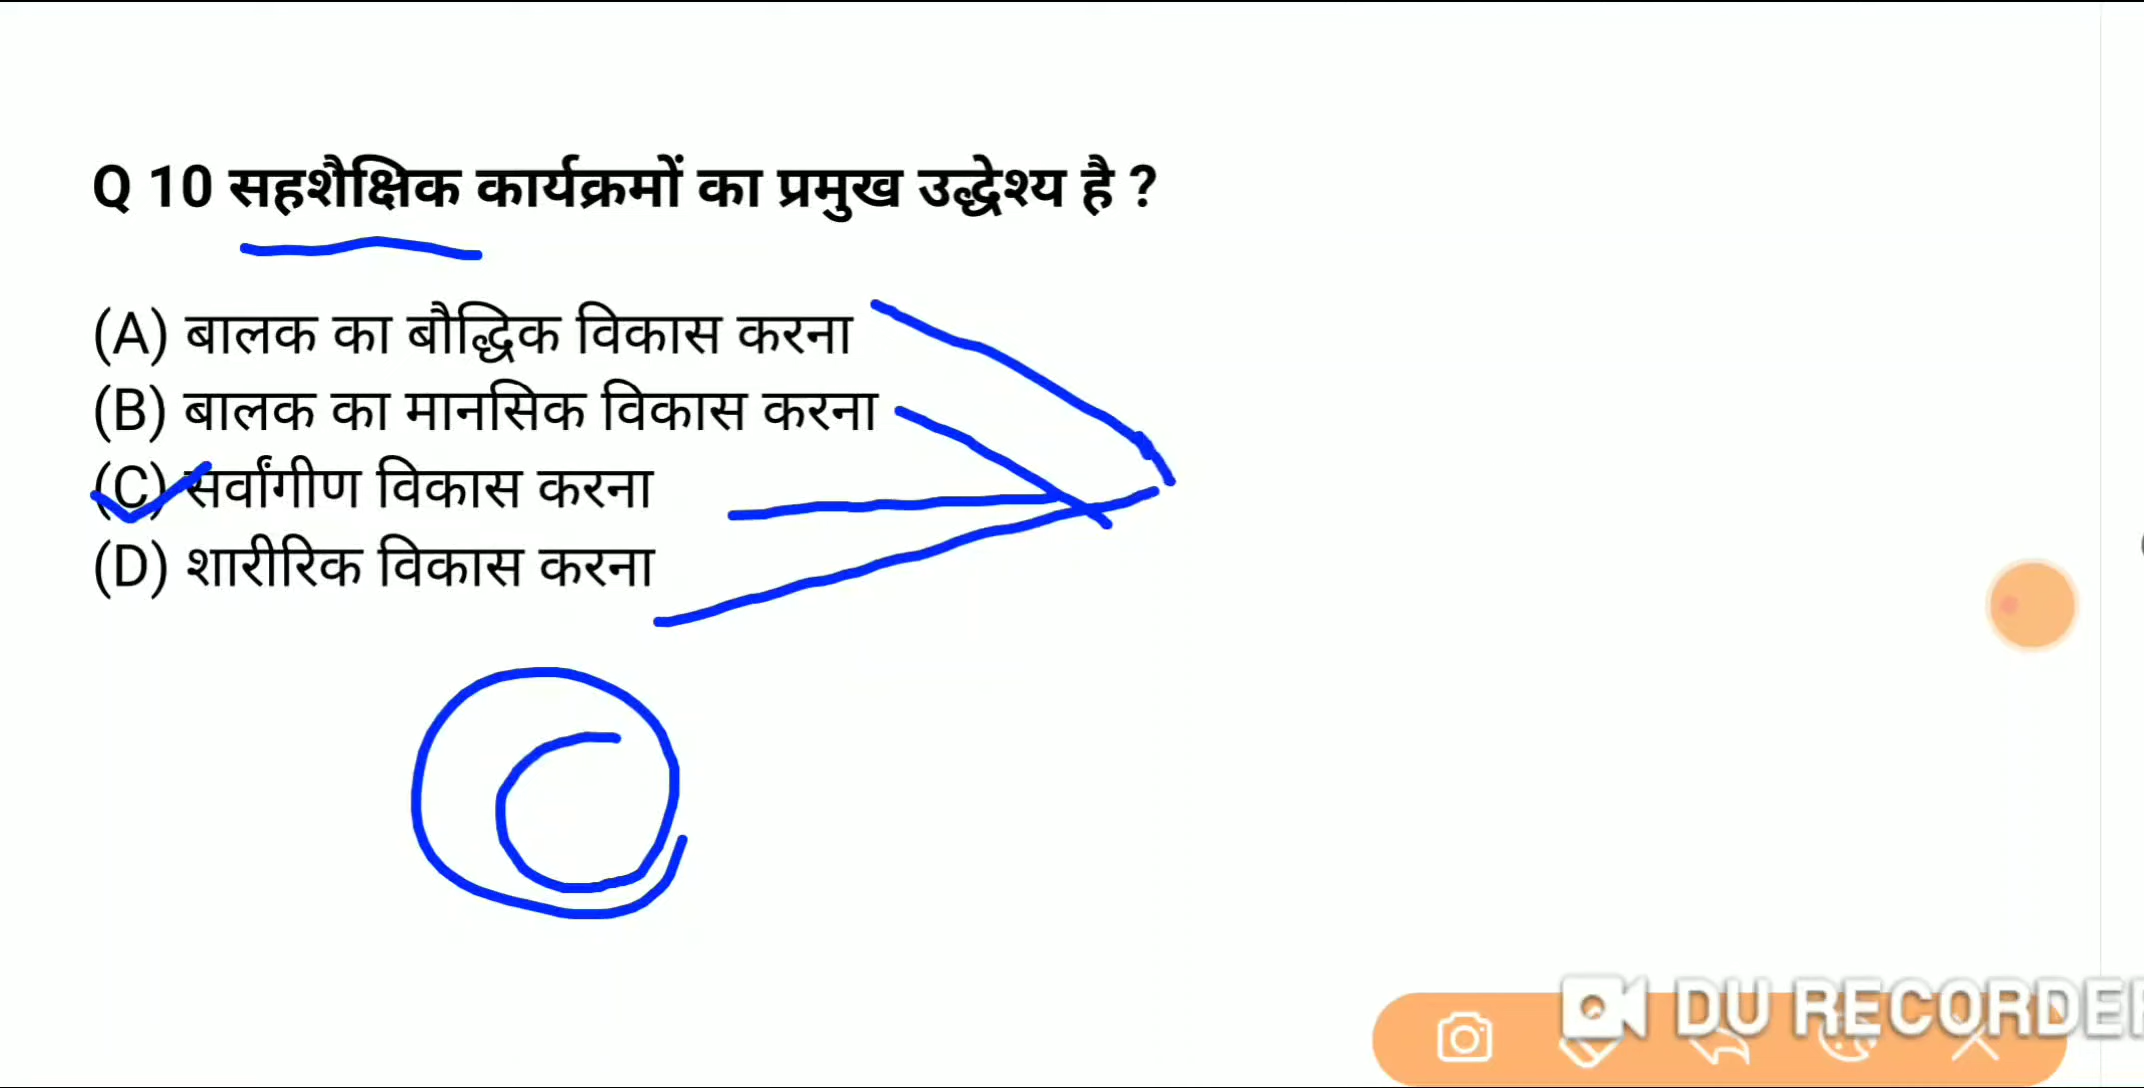 Q 10 सहशैक्षिक कार्यक्रमों का प्रमुख उद्धेश्य है ?
(A) बालक का बौद्धिक विकास करना
(B) बालक का मानसिक विकास करना
(C) सर्वांगीण विकास करना
(D) शारीरिक विकास करना
DU RECORDER